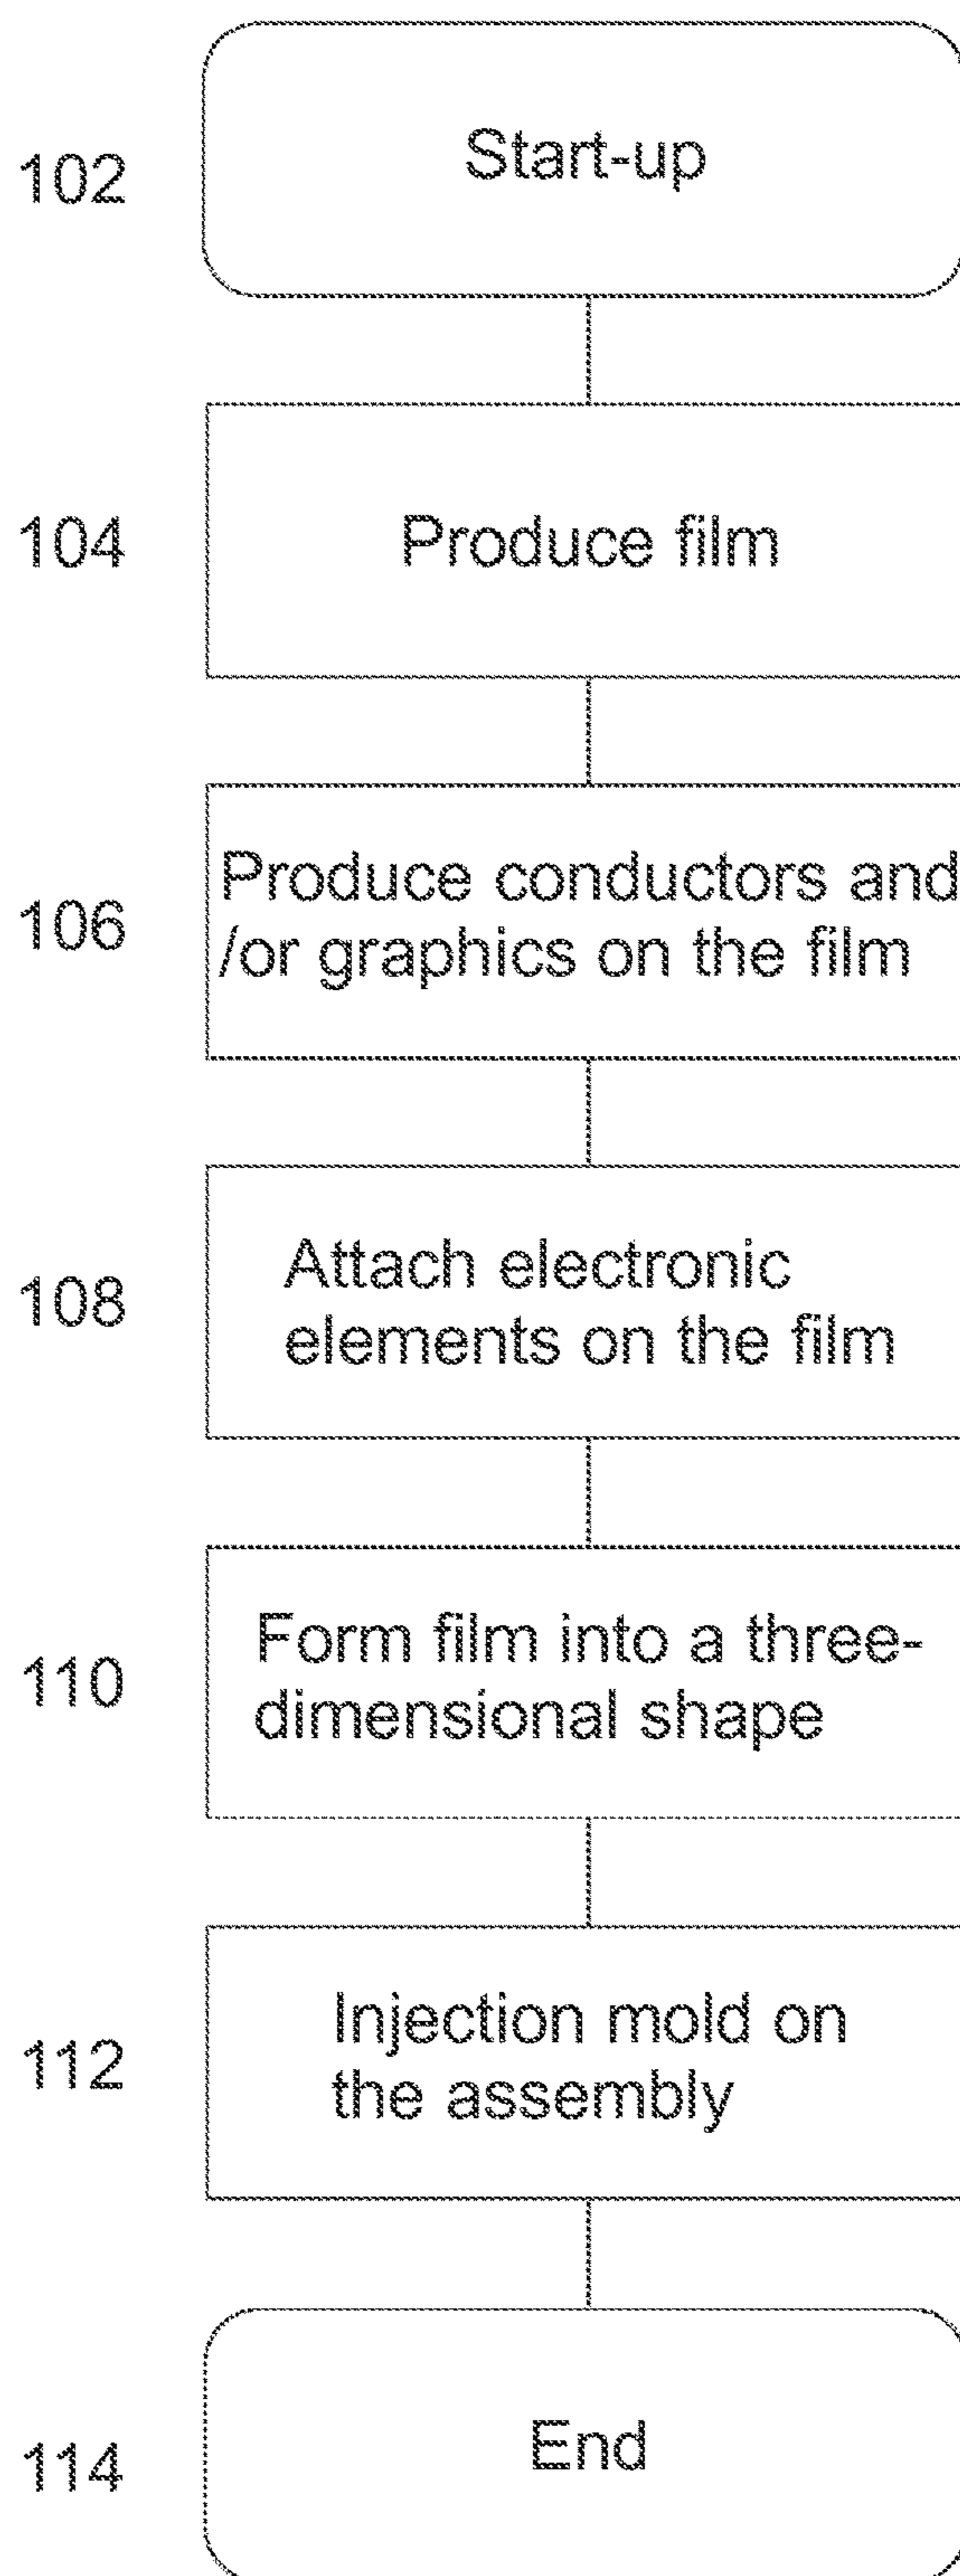 102
Start-up
104
Produce film
106
Produce conductors and
/or graphics on the film
108
Attach electronic
elements on the film
110
Form film into a three-
dimensional shape
112
Injection mold on
the assembly
114
End